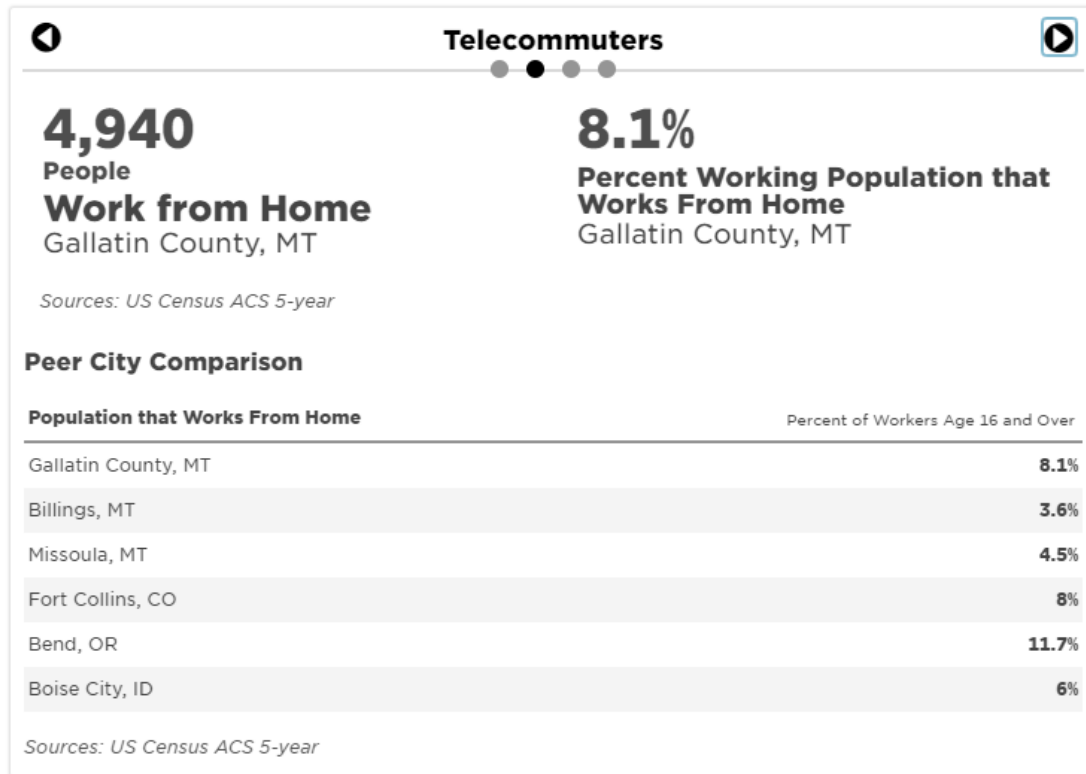 Telecommuters
4,940
People
Work from Home
Gallatin County, MT
8.1%
Percent Working Population that
Works From Home
Gallatin County, MT
Sources: US Census ACS 5-year
Peer City Comparison
Population that Works From Home Percent of Workers Age 16 and Over
Gallatin County, MT 8.1%
Billings, MT 3.6%
Missoula, MT 4.5%
Fort Collins, CO 8%
Bend, OR 11.7%
Boise City, ID 6%
Sources: US Census ACS 5-year